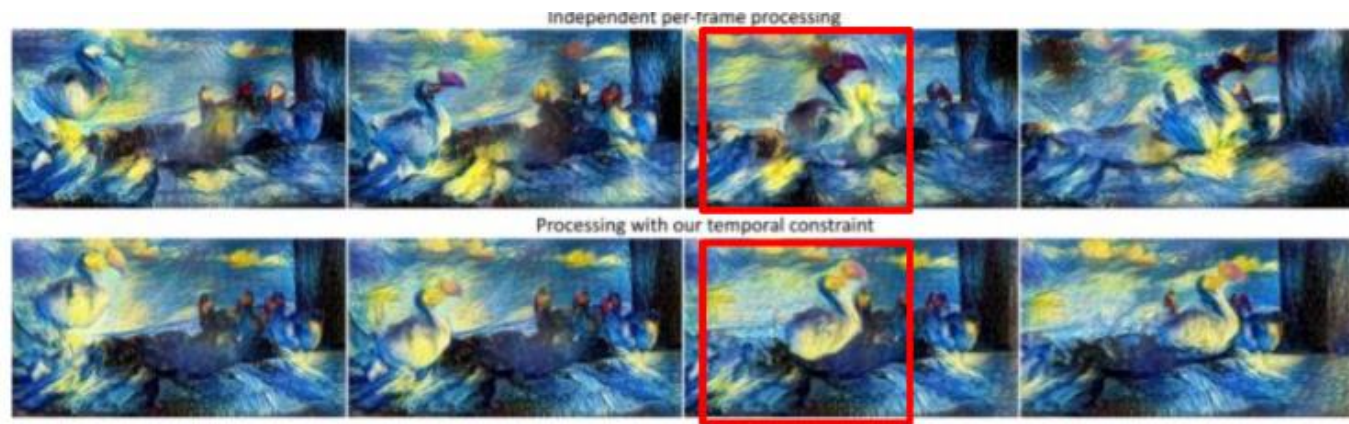 Independent per-frame processing
Processing with our temporal constraint